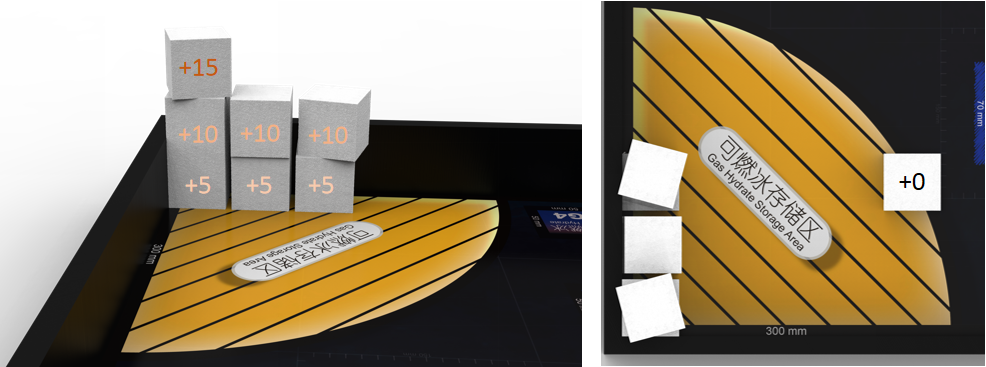 +15
+10 +10 +10
+5 +5 +5
300 mm
可燃冰存储区
Gas Hydrate Storage Area
G4
可燃冰存储区
Gas Hydrate Storage Area
+0
70 mm
300 mm